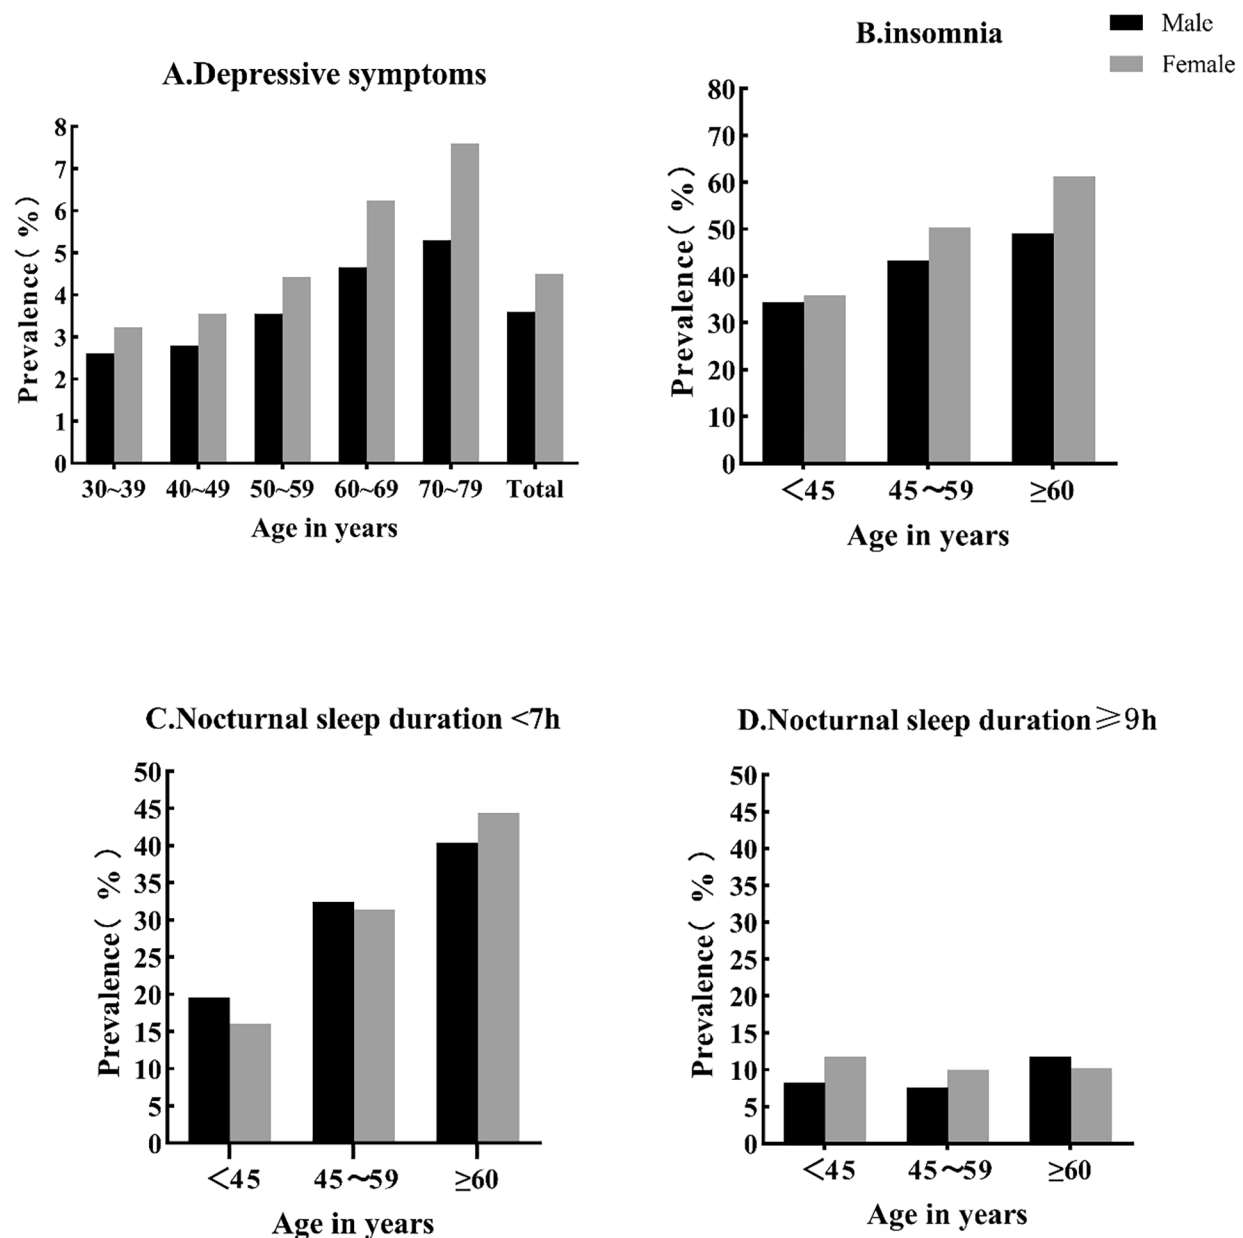 Male
Female
A.Depressive symptoms
Prevalence( %)
8
7
6
5
4
3
2
1
0
30~39 40~49 50~59 60~69 70~79 Total
Age in years
B.insomnia
Prevalence( %)
80
70
60
50
40
30
20
10
0
<45 45~59 ≥60
Age in years
C.Nocturnal sleep duration <7h
Prevalence( %)
50
45
40
35
30
25
20
15
10
5
0
<45 45~59 ≥60
Age in years
D.Nocturnal sleep duration≥9h
Prevalence( %)
50
45
40
35
30
25
20
15
10
5
0
<45 45~59 ≥60
Age in years